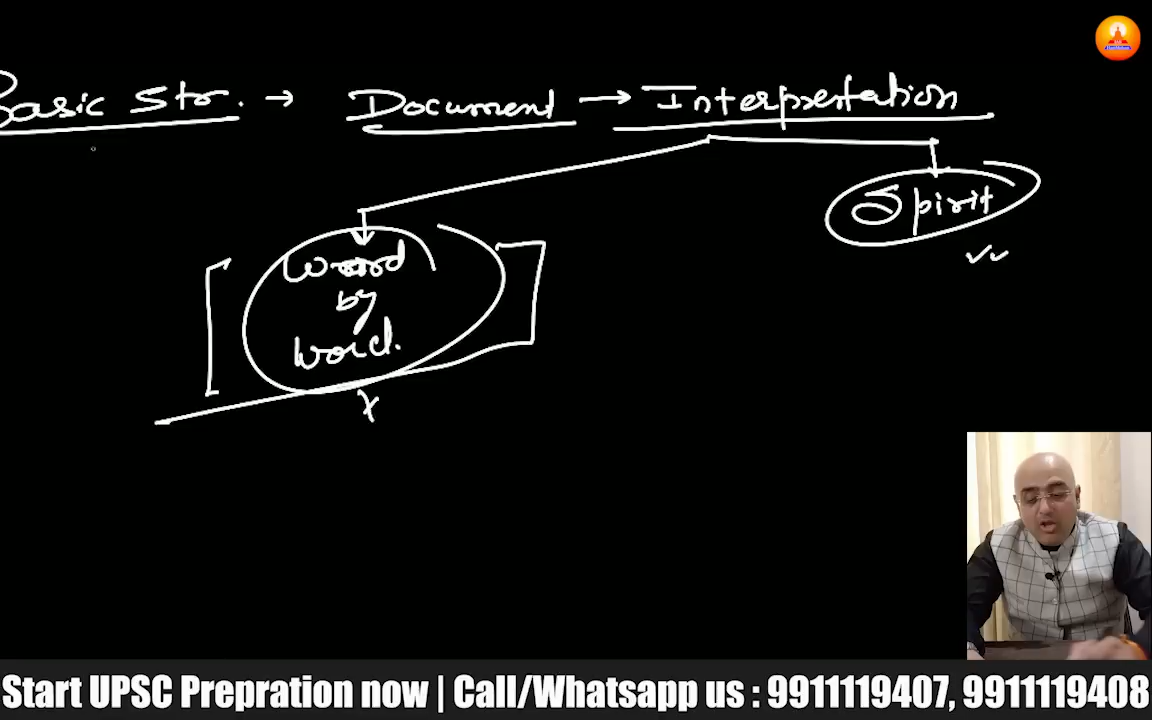 Basic Str. → Document → Interpretation
Spirit
Word
by
Word.
Start UPSC Prepration now | Call/Whatsapp us : 9911119407, 9911119408